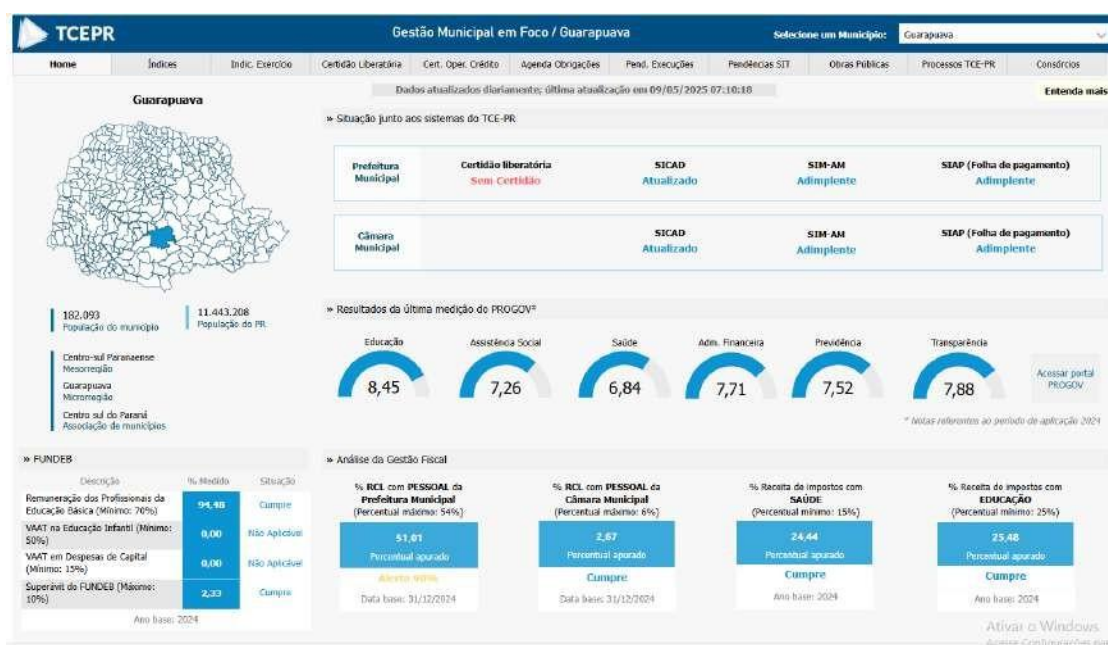 TCEPR
Gestão Municipal em Foco / Guarapuava
Selecione um Município:
Guarapuava
Home
Índices
Indic. Exercício
Certidão Liberatória
Cert. Oper. Crédito
Agenda Obrigações
Pend. Execuções
Pendências SIT
Obras Públicas
Processos TCE-PR
Consórcios
Dados atualizados diariamente; última atualização em 09/05/2025 07:10:18
Entenda mais
Guarapuava
182.093
População do município
11.443.208
População do PR
Centro-sul Paranaense
Mesorregião
Guarapuava
Microrregião
Centro sul do Paraná
Associação de municípios
» Situação junto aos sistemas do TCE-PR
Prefeitura
Municipal
Certidão liberatória
Sem Certidão
SICAD
Atualizado
SIM-AM
Adimplente
SIAP (Folha de pagamento)
Adimplente
Câmara
Municipal
SICAD
Atualizado
SIM-AM
Adimplente
SIAP (Folha de pagamento)
Adimplente
» Resultados da última medição do PROGOV*
Educação
8,45
Assistência Social
7,26
Saúde
6,84
Adm. Financeira
7,71
Previdência
7,52
Transparência
7,88
Acessar portal
PROGOV
* Notas referentes ao período de aplicação 2024
» FUNDEB
Descrição
% Medido
Situação
Remuneração dos Profissionais da
Educação Básica (Mínimo: 70%)
94,48
Cumpre
VAAT na Educação Infantil (Mínimo:
50%)
0,00
Não Aplicável
VAAT em Despesas de Capital
(Mínimo: 15%)
0,00
Não Aplicável
Superávit do FUNDEB (Máximo:
10%)
2,33
Cumpre
Ano base: 2024
» Análise da Gestão Fiscal
% RCL com PESSOAL da
Prefeitura Municipal
(Percentual máximo: 54%)
51,01
Percentual apurado
Alerta 90%
Data base: 31/12/2024
% RCL com PESSOAL da
Câmara Municipal
(Percentual máximo: 6%)
2,67
Percentual apurado
Cumpre
Data base: 31/12/2024
% Receita de impostos com
SAÚDE
(Percentual mínimo: 15%)
24,44
Percentual apurado
Cumpre
Ano base: 2024
% Receita de impostos com
EDUCAÇÃO
(Percentual mínimo: 25%)
25,48
Percentual apurado
Cumpre
Ano base: 2024
Ativar o Windows